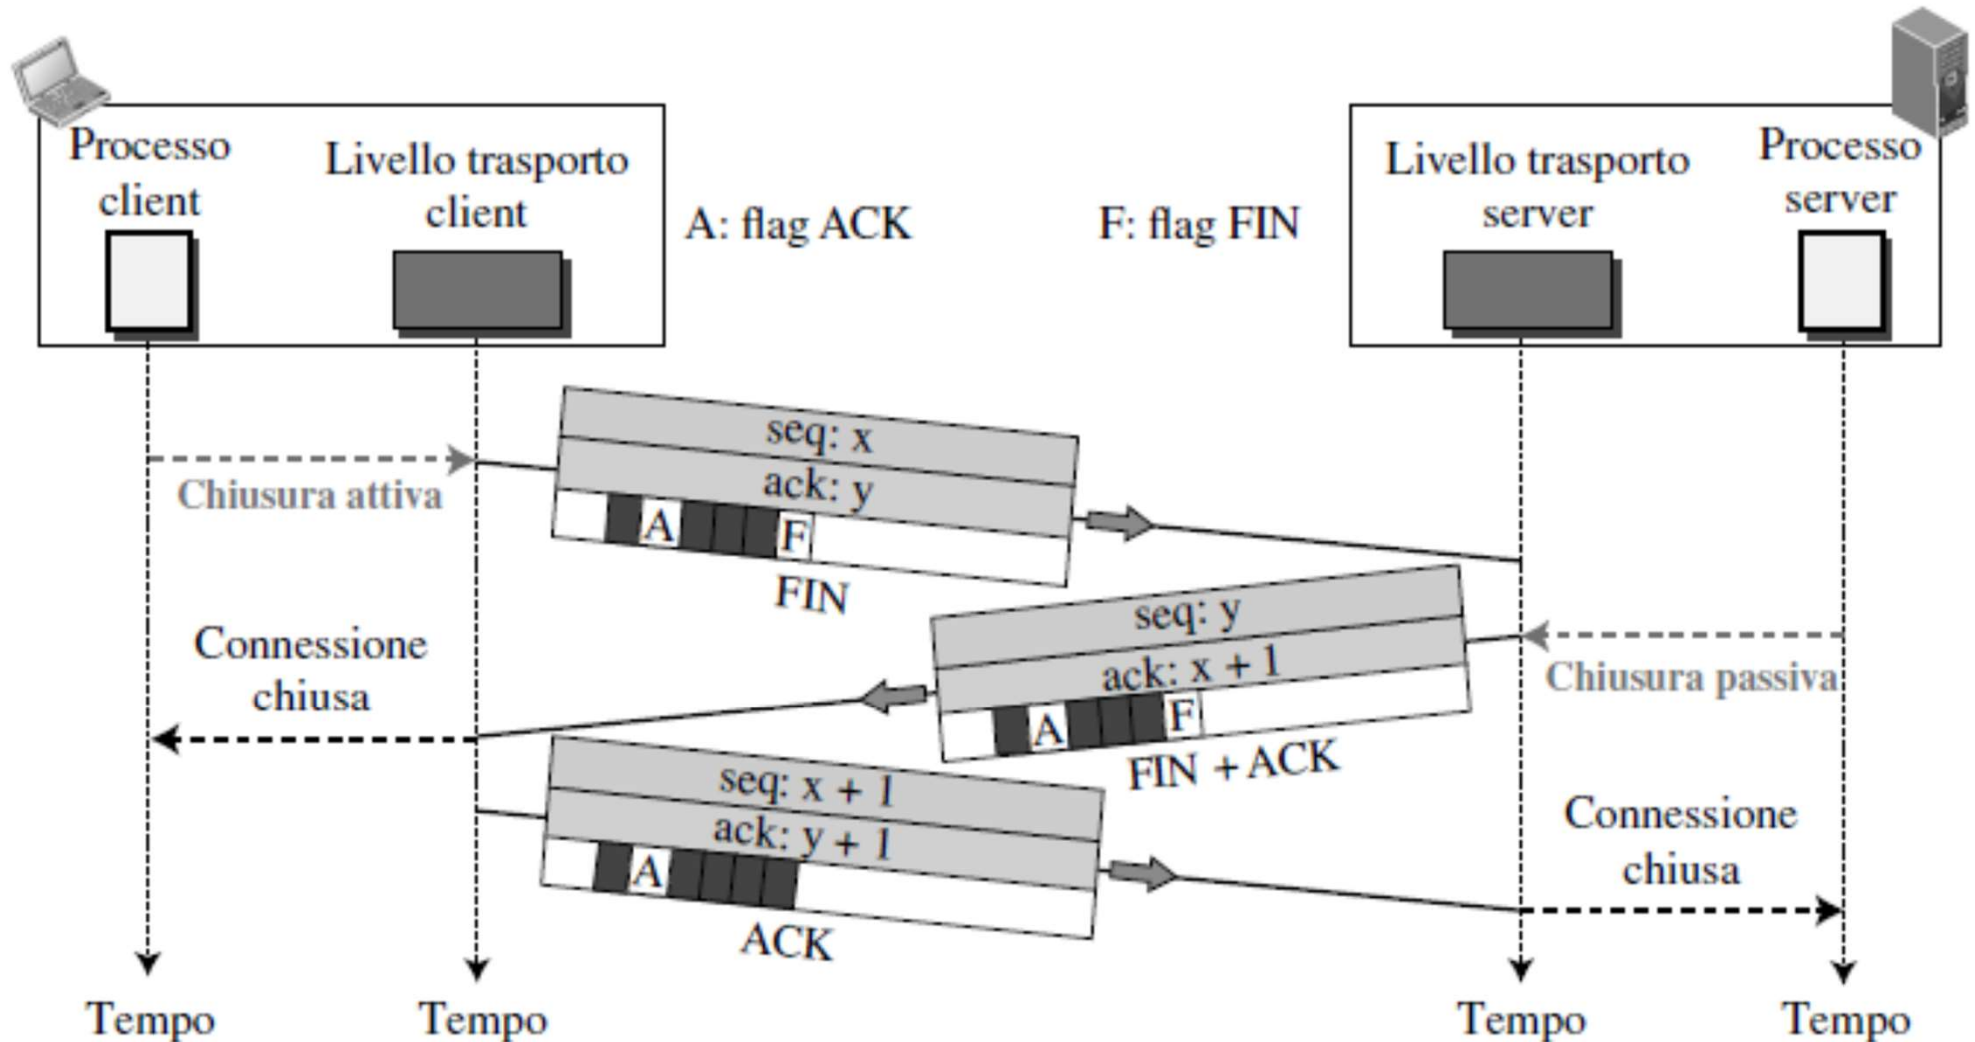 Processo
client
Livello trasporto
client
A: flag ACK
F: flag FIN
Livello trasporto
server
Processo
server
seq: x
ack: y
A
F
FIN
Chiusura attiva
seq: y
ack: x + 1
A
F
FIN + ACK
Chiusura passiva
Connessione
chiusa
seq: x + 1
ack: y + 1
A
ACK
Connessione
chiusa
Tempo
Tempo
Tempo
Tempo